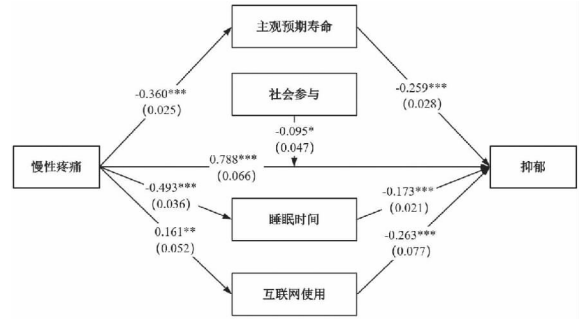 主观预期寿命
-0.360***
(0.025)
-0.259***
(0.028)
社会参与
-0.095*
(0.047)
慢性疼痛
0.788***
(0.066)
抑郁
-0.493***
(0.036)
-0.173***
(0.021)
睡眠时间
0.161**
(0.052)
-0.263***
(0.077)
互联网使用